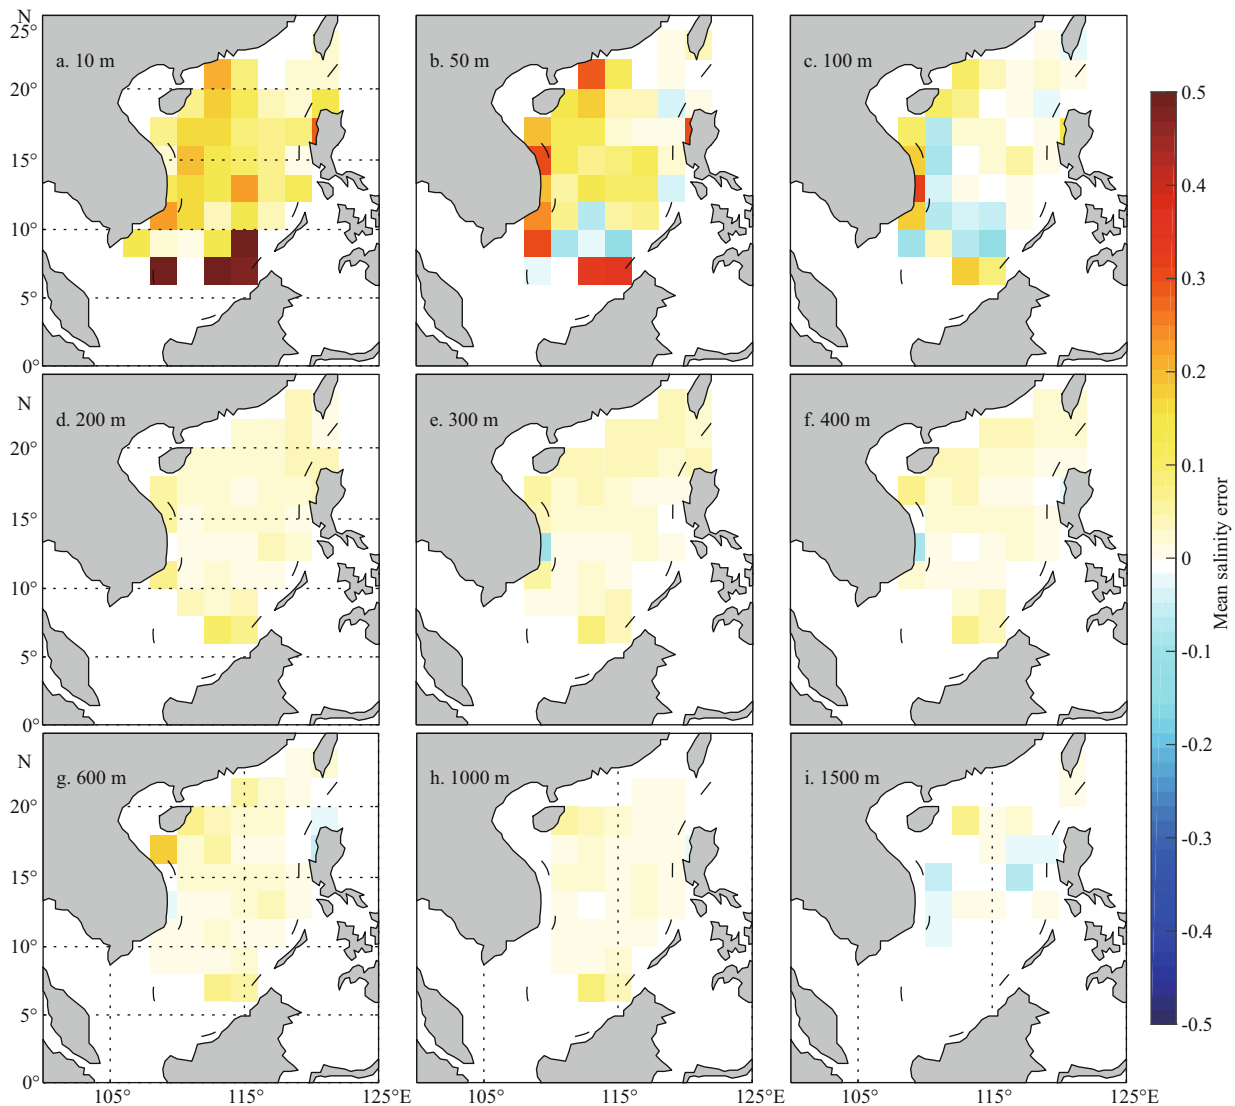 N
25°
20°
15°
10°
5°
0°
a. 10 m
b. 50 m
c. 100 m
N
20°
15°
10°
5°
0°
d. 200 m
e. 300 m
f. 400 m
N
20°
15°
10°
5°
0°
g. 600 m
h. 1000 m
i. 1500 m
105° 115° 125°E 105° 115° 125°E 105° 115° 125°E
0.5
0.4
0.3
0.2
0.1
0
-0.1
-0.2
-0.3
-0.4
-0.5
Mean salinity error